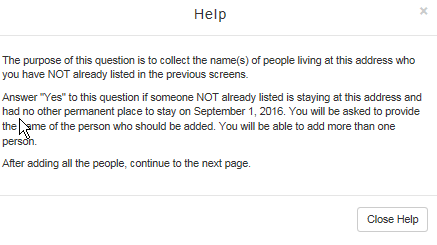 Help
×
The purpose of this question is to collect the name(s) of people living at this address who
you have NOT already listed in the previous screens.
Answer "Yes" to this question if someone NOT already listed is staying at this address and
had no other permanent place to stay on September 1, 2016. You will be asked to provide
the name of the person who should be added. You will be able to add more than one
person.
After adding all the people, continue to the next page.
Close Help